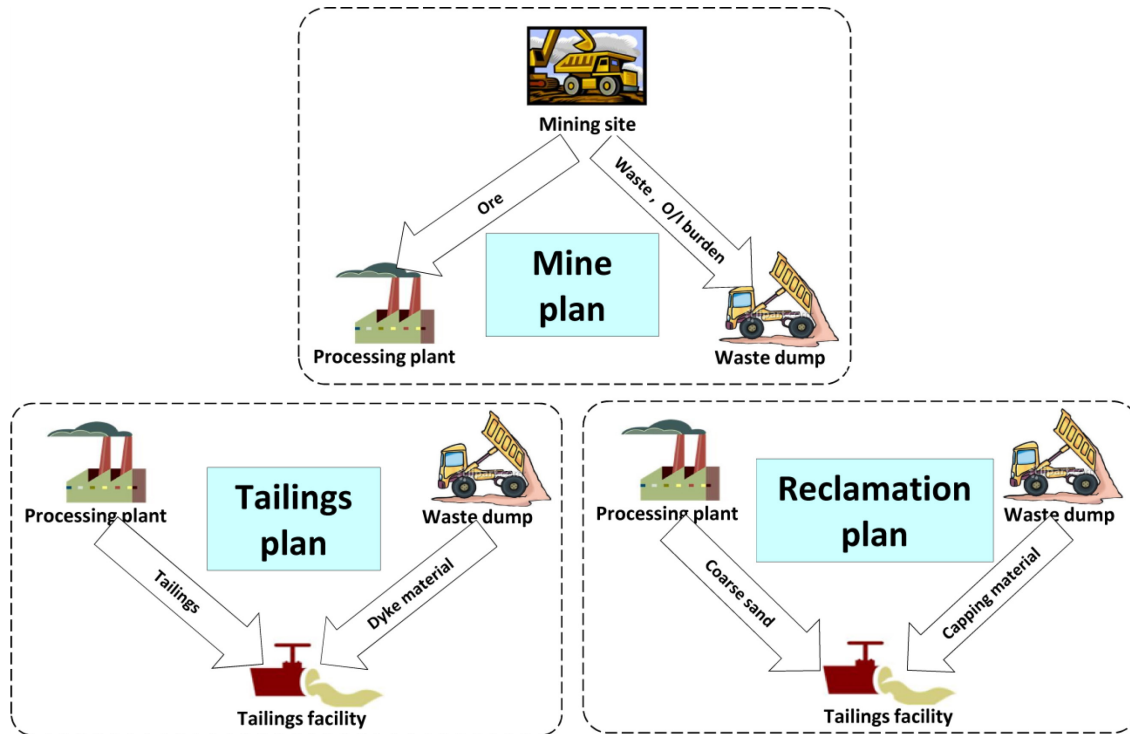 Mining site
Ore
Waste , O/I burden
Mine
plan
Processing plant
Waste dump
Processing plant
Waste dump
Tailings
plan
Tailings
Dyke material
Tailings facility
Processing plant
Waste dump
Reclamation
plan
Coarse sand
Capping material
Tailings facility